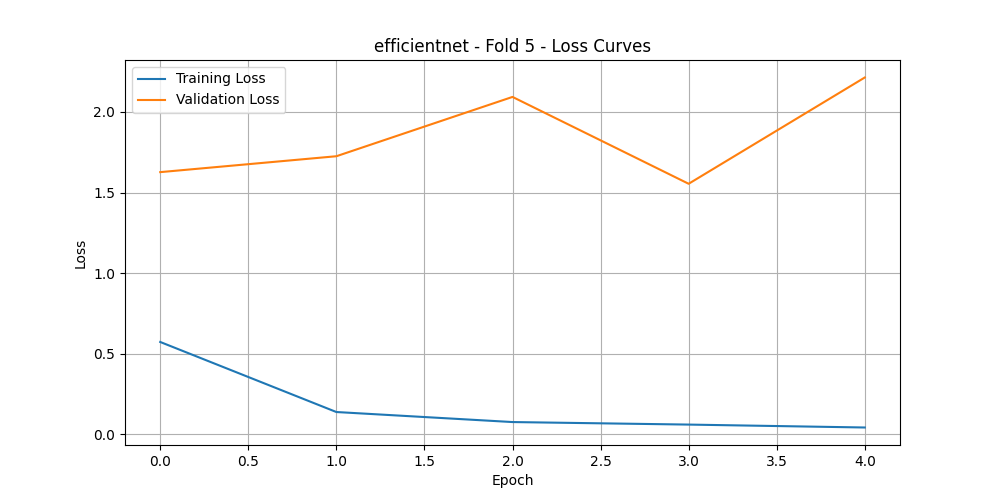 efficientnet - Fold 5 - Loss Curves
Training Loss
Validation Loss
2.0
1.5
1.0
0.5
0.0
Loss
0.0 0.5 1.0 1.5 2.0 2.5 3.0 3.5 4.0
Epoch